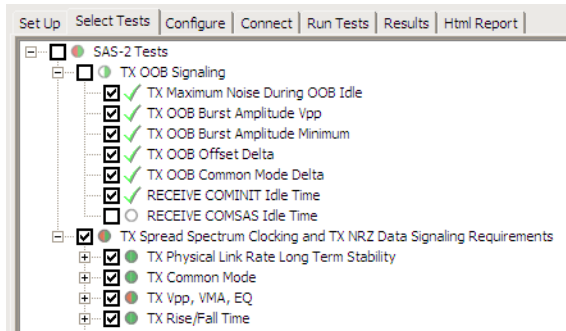 Set Up Select Tests Configure Connect Run Tests Results Html Report
SAS-2 Tests
TX OOB Signaling
TX Maximum Noise During OOB Idle
TX OOB Burst Amplitude Vpp
TX OOB Burst Amplitude Minimum
TX OOB Offset Delta
TX OOB Common Mode Delta
RECEIVE COMINIT Idle Time
RECEIVE COMSAS Idle Time
TX Spread Spectrum Clocking and TX NRZ Data Signaling Requirements
TX Physical Link Rate Long Term Stability
TX Common Mode
TX Vpp, VMA, EQ
TX Rise/Fall Time